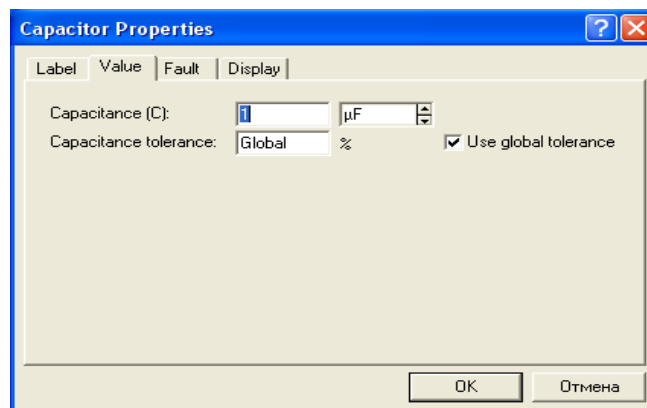 Capacitor Properties
Label Value Fault Display
Capacitance (C): 1 µF
Capacitance tolerance: Global % Use global tolerance
OK Отмена